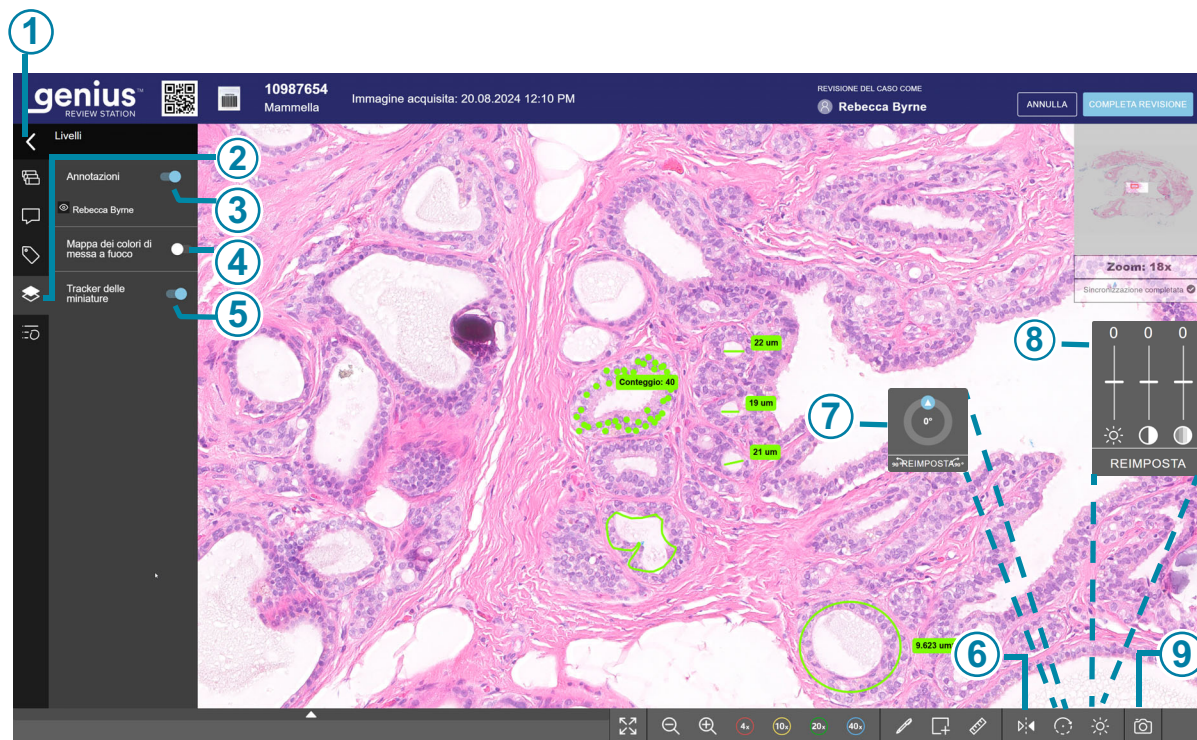 1
genius™
REVIEW STATION
10987654
Mammella
Immagine acquisita: 20.08.2024 12:10 PM
REVISIONE DEL CASO COME
Rebecca Byrne
ANNULLA
COMPLETA REVISIONE
Livelli
2
Annotazioni
3
Rebecca Byrne
Mappa dei colori di
messa a fuoco
4
Tracker delle
miniature
5
Zoom: 18x
Sincronizzazione completata
22 um
Conteggio: 40
19 um
21 um
9.623 um
7
0°
90° REIMPOSTA 90°
8
0 0 0
REIMPOSTA
6
9
4x
10x
20x
40x